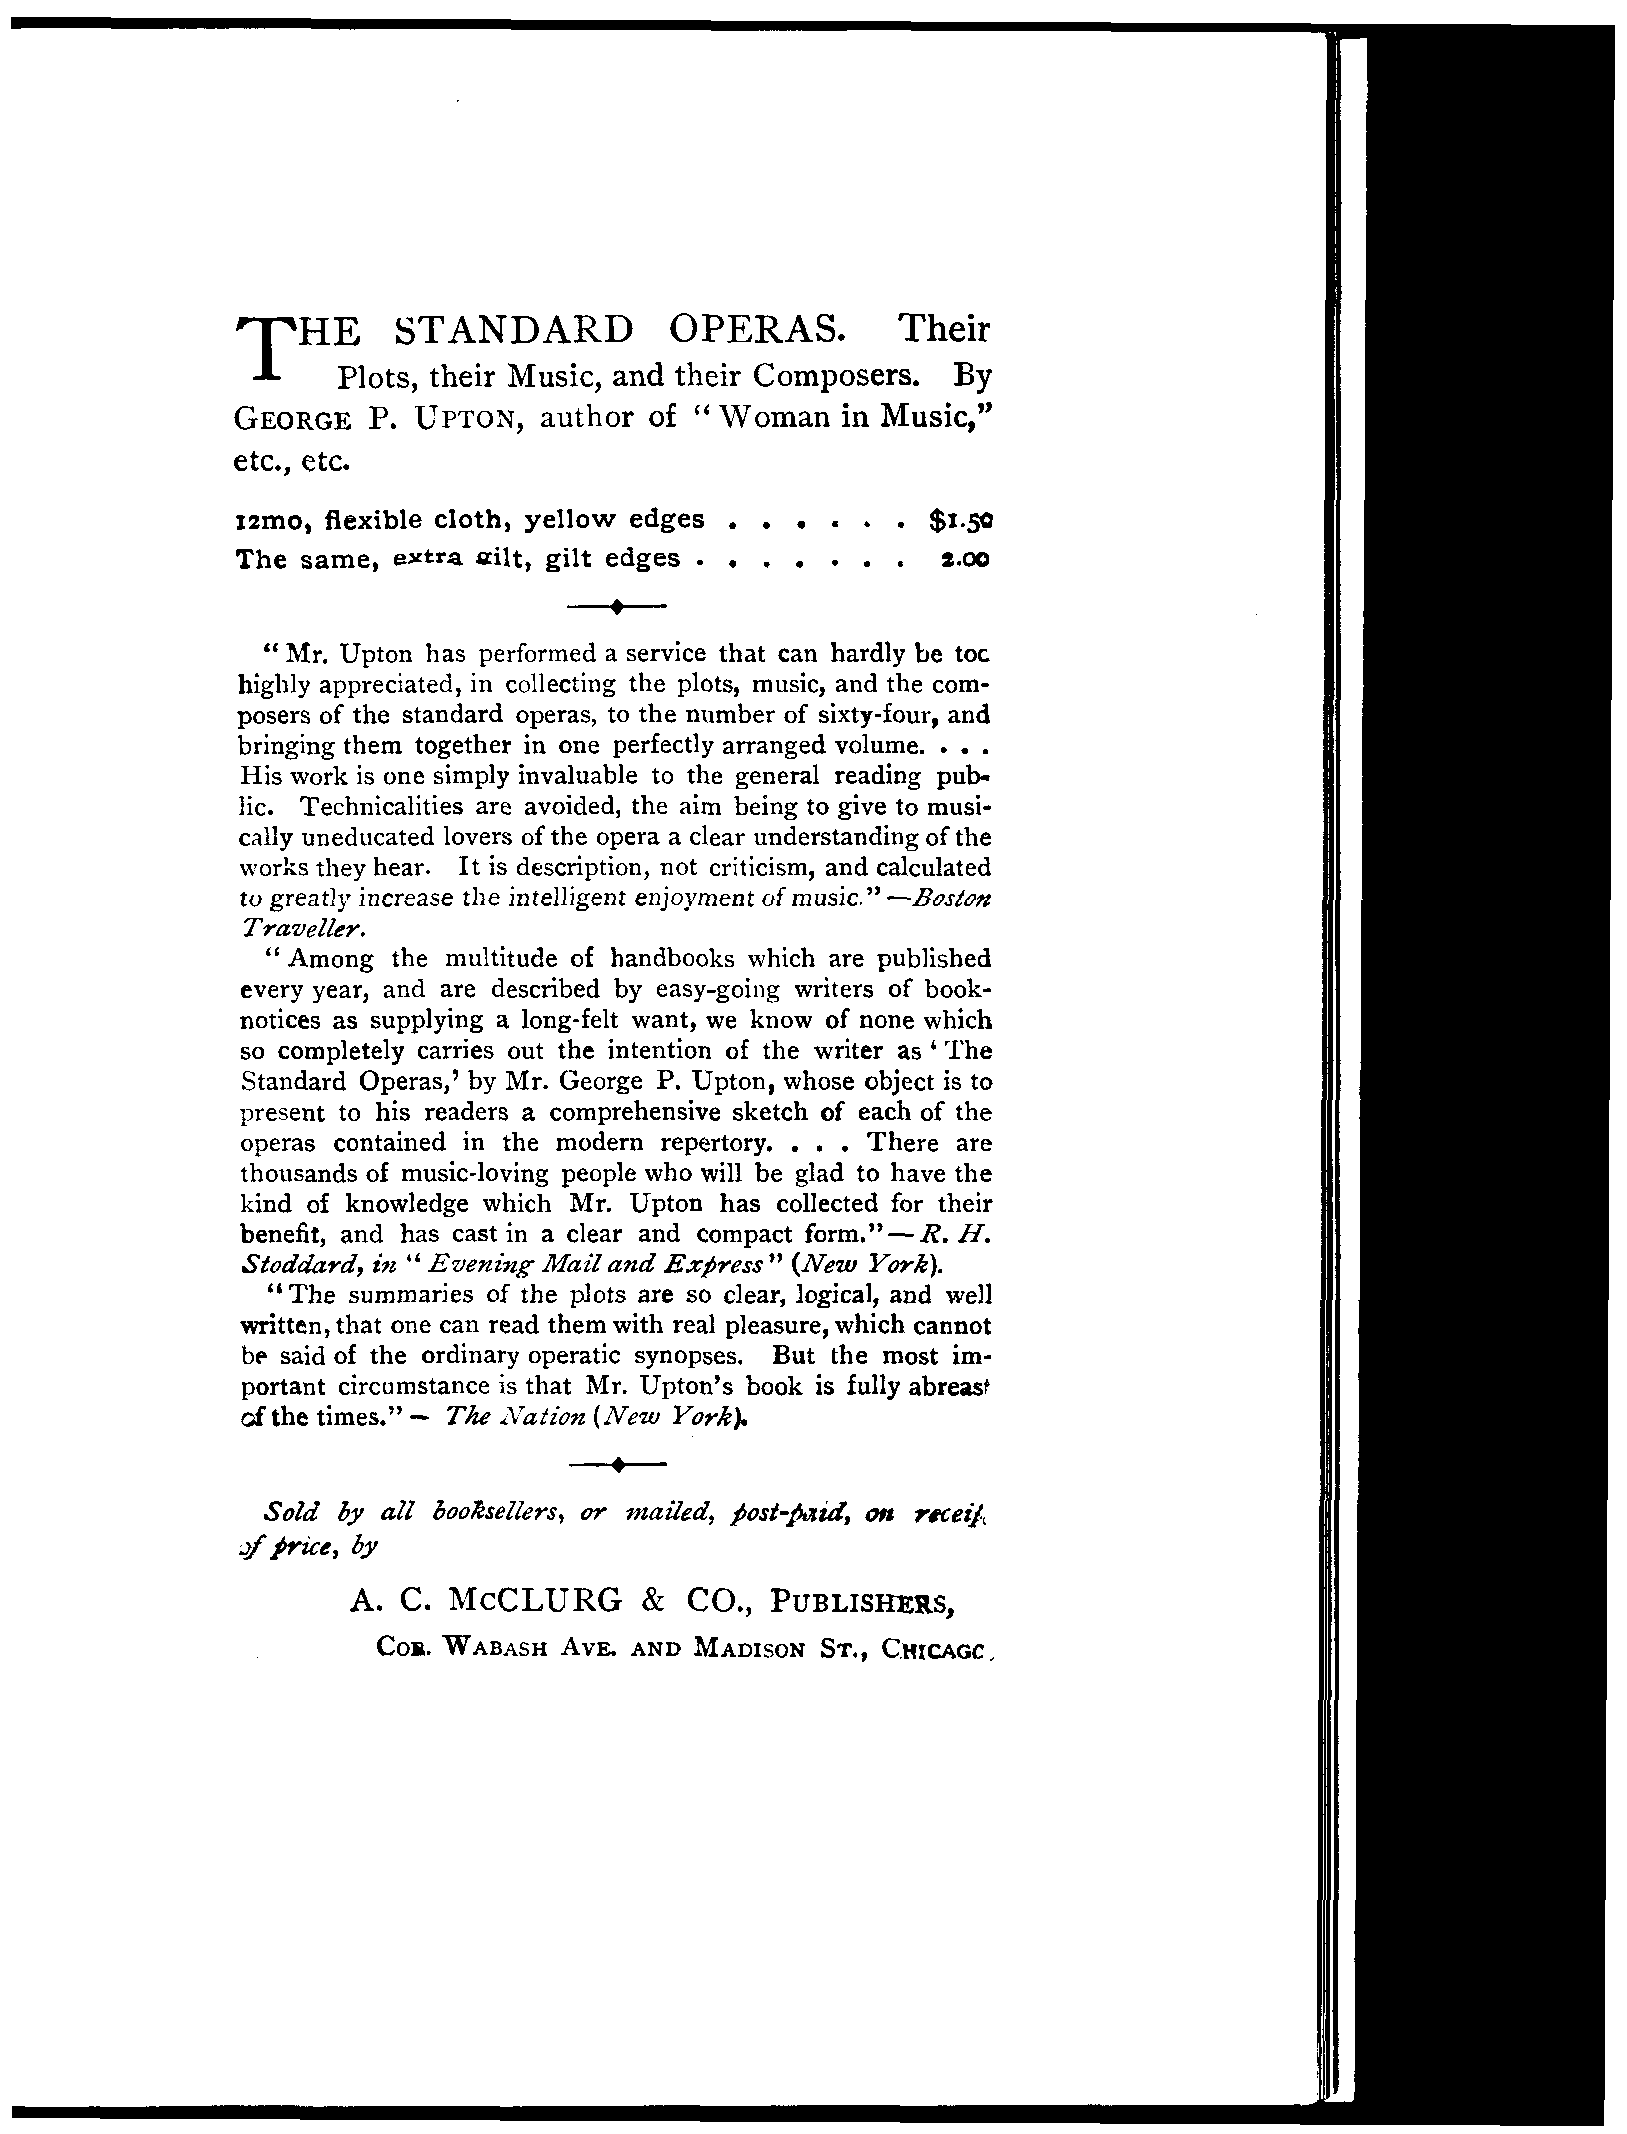 THE STANDARD OPERAS. Their
Plots, their Music, and their Composers. By
GEORGE P. UPTON, author of "Woman in Music,"
etc., etc.
12mo, flexible cloth, yellow edges . . . . . . $1.50
The same, extra gilt, gilt edges . . . . . . . 2.00
"Mr. Upton has performed a service that can hardly be too
highly appreciated, in collecting the plots, music, and the com-
posers of the standard operas, to the number of sixty-four, and
bringing them together in one perfectly arranged volume. . . .
His work is one simply invaluable to the general reading pub-
lic. Technicalities are avoided, the aim being to give to musi-
cally uneducated lovers of the opera a clear understanding of the
works they hear. It is description, not criticism, and calculated
to greatly increase the intelligent enjoyment of music." —Boston
Traveller.
"Among the multitude of handbooks which are published
every year, and are described by easy-going writers of book-
notices as supplying a long-felt want, we know of none which
so completely carries out the intention of the writer as 'The
Standard Operas,' by Mr. George P. Upton, whose object is to
present to his readers a comprehensive sketch of each of the
operas contained in the modern repertory. . . . There are
thousands of music-loving people who will be glad to have the
kind of knowledge which Mr. Upton has collected for their
benefit, and has cast in a clear and compact form."—R. H.
Stoddard, in "Evening Mail and Express" (New York).
"The summaries of the plots are so clear, logical, and well
written, that one can read them with real pleasure, which cannot
be said of the ordinary operatic synopses. But the most im-
portant circumstance is that Mr. Upton's book is fully abreast
of the times."— The Nation (New York).
Sold by all booksellers, or mailed, post-paid, on receipt
of price, by
A. C. McCLURG & CO., PUBLISHERS,
COR. WABASH AVE. AND MADISON ST., CHICAGO.